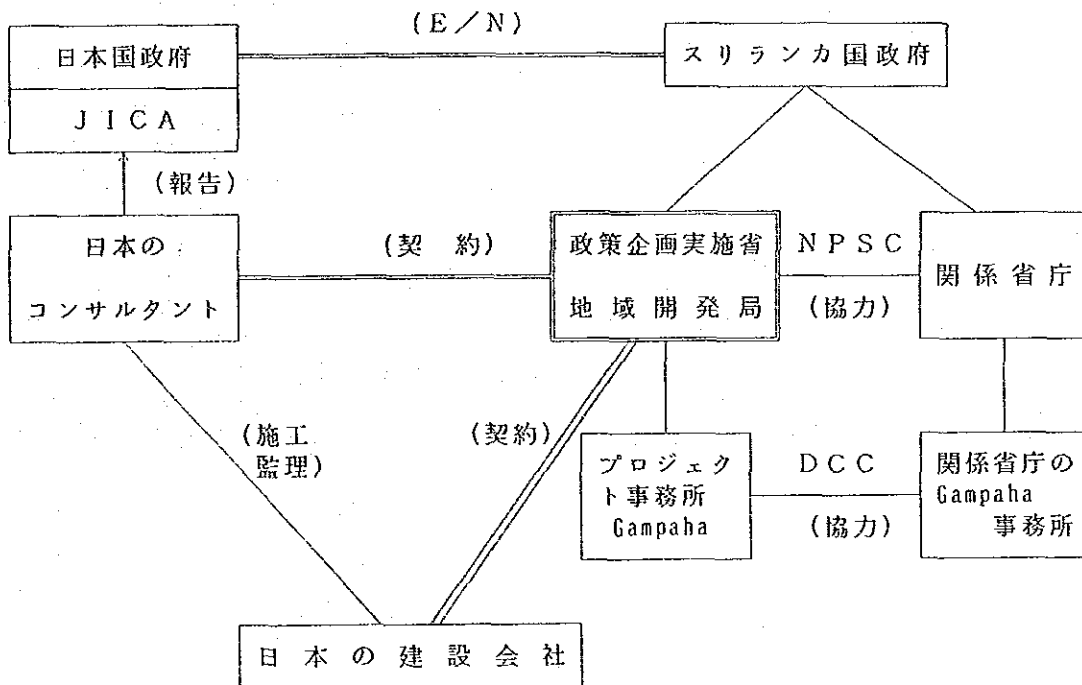 (E/N)
日本国政府
スリランカ国政府
JICA
(報告)
日本の
コンサルタント
(契約)
政策企画実施省
地域開発局
NPSC
(協力)
関係省庁
(施工
監理)
(契約)
プロジェク
ト事務所
Gampaha
DCC
(協力)
関係省庁の
Gampaha
事務所
日本の建設会社